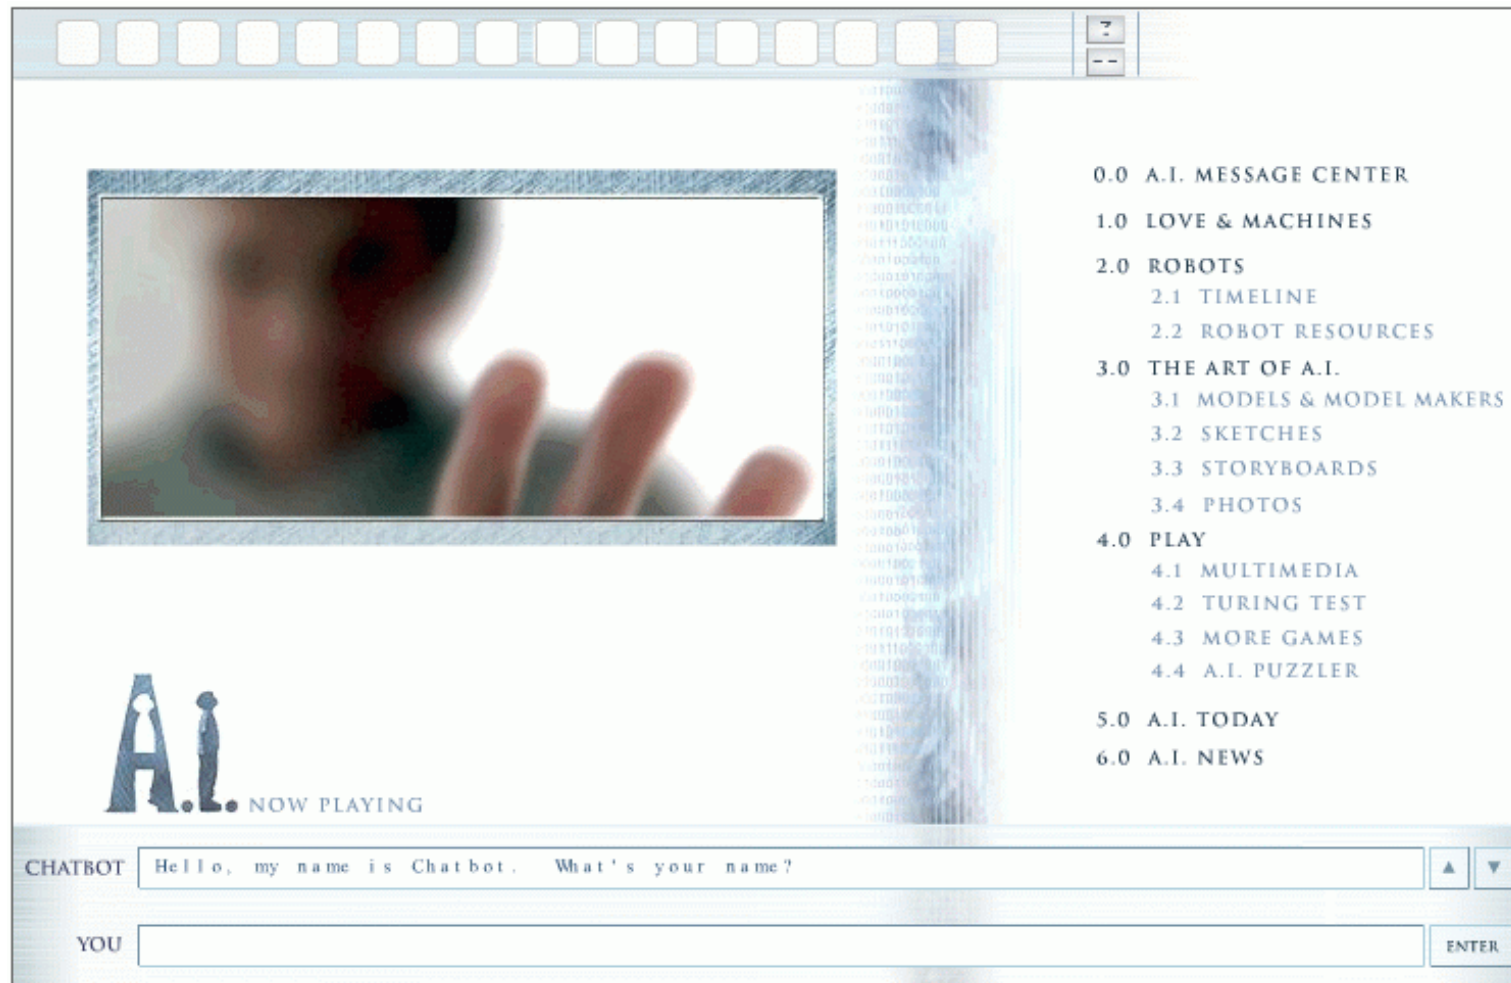 ?
--
0.0 A.I. MESSAGE CENTER
1.0 LOVE & MACHINES
2.0 ROBOTS
2.1 TIMELINE
2.2 ROBOT RESOURCES
3.0 THE ART OF A.I.
3.1 MODELS & MODEL MAKERS
3.2 SKETCHES
3.3 STORYBOARDS
3.4 PHOTOS
4.0 PLAY
4.1 MULTIMEDIA
4.2 TURING TEST
4.3 MORE GAMES
4.4 A.I. PUZZLER
5.0 A.I. TODAY
6.0 A.I. NEWS
A.I. NOW PLAYING
CHATBOT Hello, my name is Chatbot. What's your name? ▲ ▼
YOU ENTER